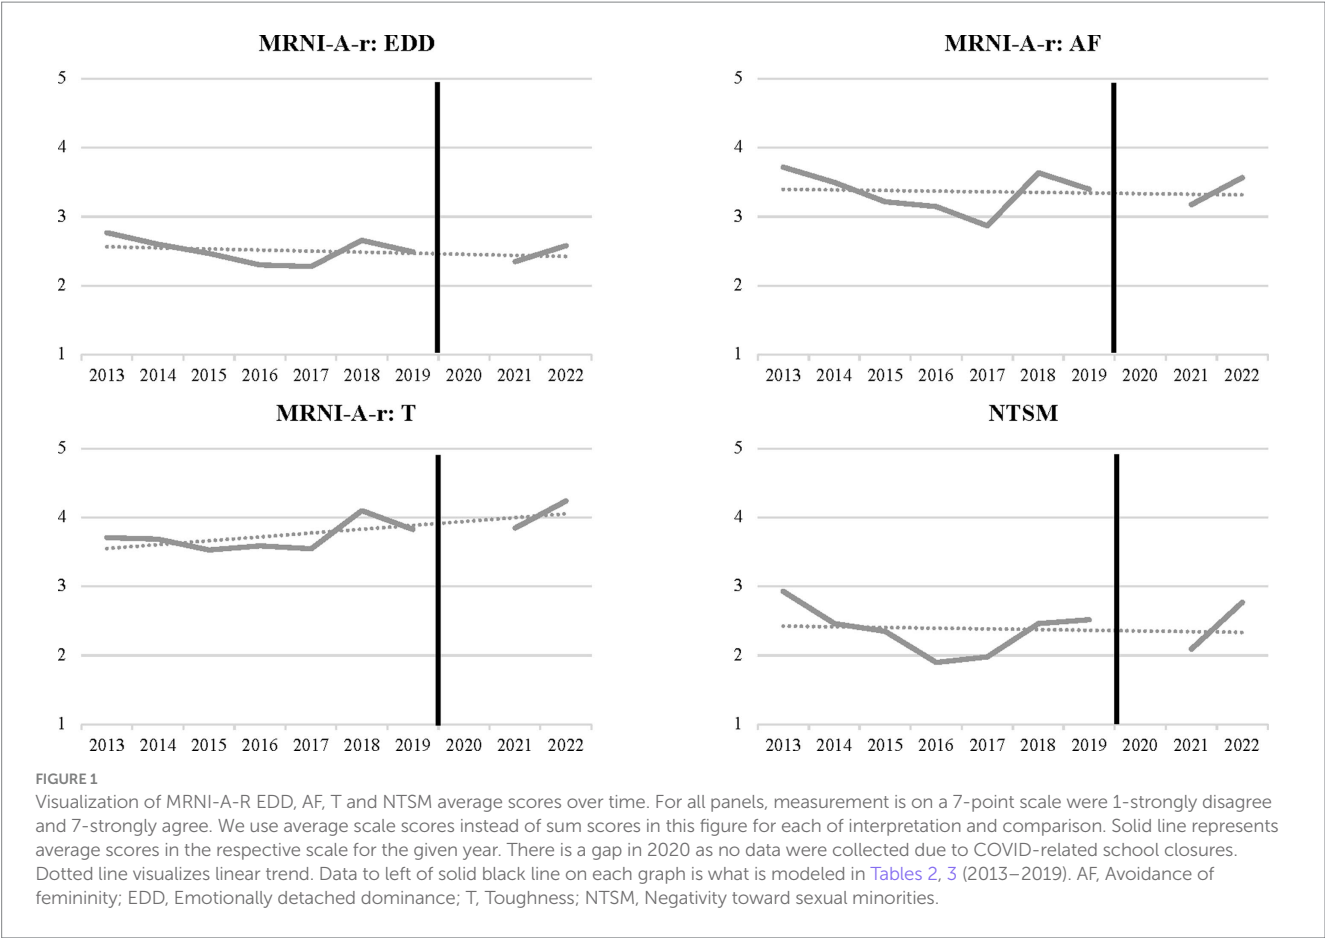 MRNI-A-r: EDD
5
4
3
2
1
2013 2014 2015 2016 2017 2018 2019 2020 2021 2022
MRNI-A-r: AF
5
4
3
2
1
2013 2014 2015 2016 2017 2018 2019 2020 2021 2022
MRNI-A-r: T
5
4
3
2
1
2013 2014 2015 2016 2017 2018 2019 2020 2021 2022
NTSM
5
4
3
2
1
2013 2014 2015 2016 2017 2018 2019 2020 2021 2022
FIGURE 1
Visualization of MRNI-A-R EDD, AF, T and NTSM average scores over time. For all panels, measurement is on a 7-point scale were 1-strongly disagree
and 7-strongly agree. We use average scale scores instead of sum scores in this figure for each of interpretation and comparison. Solid line represents
average scores in the respective scale for the given year. There is a gap in 2020 as no data were collected due to COVID-related school closures.
Dotted line visualizes linear trend. Data to left of solid black line on each graph is what is modeled in Tables 2, 3 (2013–2019). AF, Avoidance of
femininity; EDD, Emotionally detached dominance; T, Toughness; NTSM, Negativity toward sexual minorities.